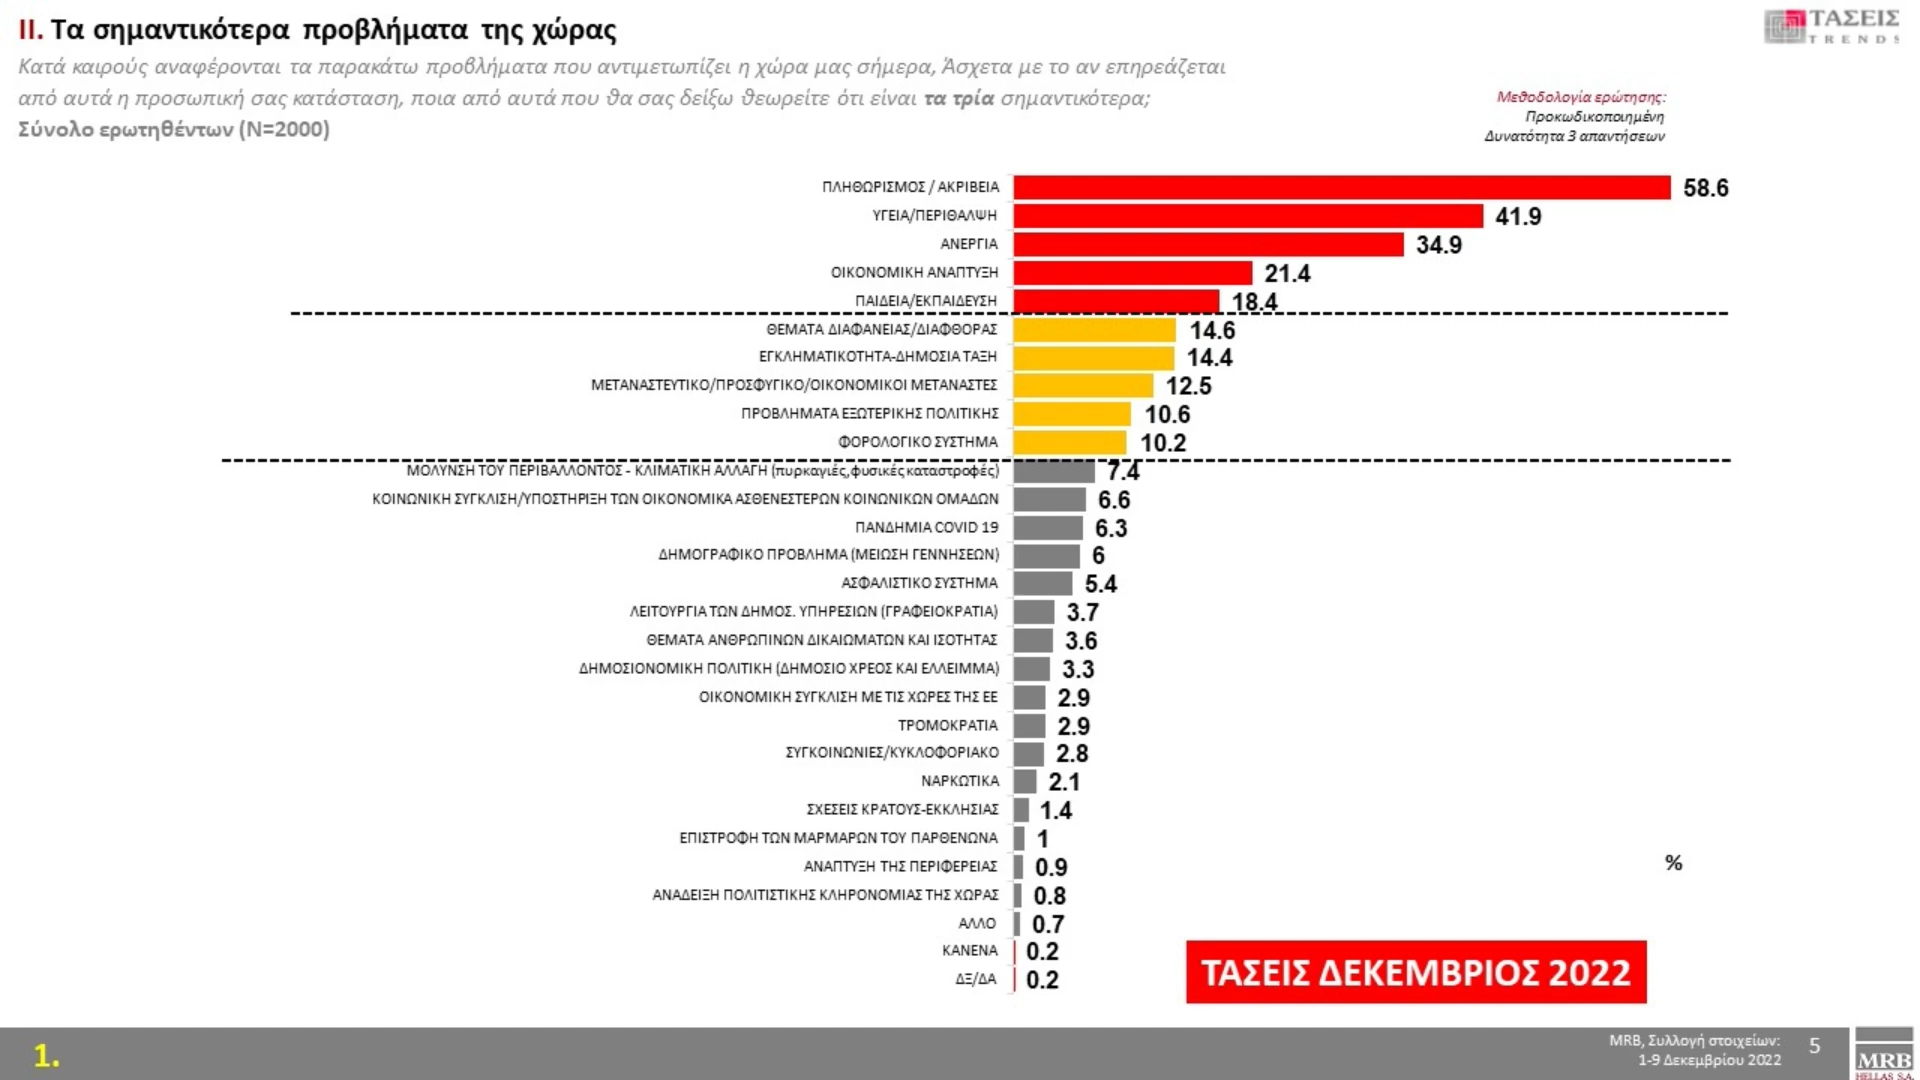 II. Τα σημαντικότερα προβλήματα της χώρας
ΤΑΣΕΙΣ
TRENDS
Κατά καιρούς αναφέρονται τα παρακάτω προβλήματα που αντιμετωπίζει η χώρα μας σήμερα, Άσχετα με το αν επηρεάζεται
από αυτά η προσωπική σας κατάσταση, ποια από αυτά που θα σας δείξω θεωρείτε ότι είναι τα τρία σημαντικότερα;
Σύνολο ερωτηθέντων (N=2000)
Μεθοδολογία ερώτησης:
Προκωδικοποιημένη
Δυνατότητα 3 απαντήσεων
ΠΛΗΘΩΡΙΣΜΟΣ / ΑΚΡΙΒΕΙΑ 58.6
ΥΓΕΙΑ/ΠΕΡΙΘΑΛΨΗ 41.9
ΑΝΕΡΓΙΑ 34.9
ΟΙΚΟΝΟΜΙΚΗ ΑΝΑΠΤΥΞΗ 21.4
ΠΑΙΔΕΙΑ/ΕΚΠΑΙΔΕΥΣΗ 18.4
ΘΕΜΑΤΑ ΔΙΑΦΑΝΕΙΑΣ/ΔΙΑΦΘΟΡΑΣ 14.6
ΕΓΚΛΗΜΑΤΙΚΟΤΗΤΑ-ΔΗΜΟΣΙΑ ΤΑΞΗ 14.4
ΜΕΤΑΝΑΣΤΕΥΤΙΚΟ/ΠΡΟΣΦΥΓΙΚΟ/ΟΙΚΟΝΟΜΙΚΟΙ ΜΕΤΑΝΑΣΤΕΣ 12.5
ΠΡΟΒΛΗΜΑΤΑ ΕΞΩΤΕΡΙΚΗΣ ΠΟΛΙΤΙΚΗΣ 10.6
ΦΟΡΟΛΟΓΙΚΟ ΣΥΣΤΗΜΑ 10.2
ΜΟΛΥΝΣΗ ΤΟΥ ΠΕΡΙΒΑΛΛΟΝΤΟΣ - ΚΛΙΜΑΤΙΚΗ ΑΛΛΑΓΗ (πυρκαγιές,φυσικές καταστροφές) 7.4
ΚΟΙΝΩΝΙΚΗ ΣΥΓΚΛΙΣΗ/ΥΠΟΣΤΗΡΙΞΗ ΤΩΝ ΟΙΚΟΝΟΜΙΚΑ ΑΣΘΕΝΕΣΤΕΡΩΝ ΚΟΙΝΩΝΙΚΩΝ ΟΜΑΔΩΝ 6.6
ΠΑΝΔΗΜΙΑ COVID 19 6.3
ΔΗΜΟΓΡΑΦΙΚΟ ΠΡΟΒΛΗΜΑ (ΜΕΙΩΣΗ ΓΕΝΝΗΣΕΩΝ) 6
ΑΣΦΑΛΙΣΤΙΚΟ ΣΥΣΤΗΜΑ 5.4
ΛΕΙΤΟΥΡΓΙΑ ΤΩΝ ΔΗΜΟΣ. ΥΠΗΡΕΣΙΩΝ (ΓΡΑΦΕΙΟΚΡΑΤΙΑ) 3.7
ΘΕΜΑΤΑ ΑΝΘΡΩΠΙΝΩΝ ΔΙΚΑΙΩΜΑΤΩΝ ΚΑΙ ΙΣΟΤΗΤΑΣ 3.6
ΔΗΜΟΣΙΟΝΟΜΙΚΗ ΠΟΛΙΤΙΚΗ (ΔΗΜΟΣΙΟ ΧΡΕΟΣ ΚΑΙ ΕΛΛΕΙΜΜΑ) 3.3
ΟΙΚΟΝΟΜΙΚΗ ΣΥΓΚΛΙΣΗ ΜΕ ΤΙΣ ΧΩΡΕΣ ΤΗΣ ΕΕ 2.9
ΤΡΟΜΟΚΡΑΤΙΑ 2.9
ΣΥΓΚΟΙΝΩΝΙΕΣ/ΚΥΚΛΟΦΟΡΙΑΚΟ 2.8
ΝΑΡΚΩΤΙΚΑ 2.1
ΣΧΕΣΕΙΣ ΚΡΑΤΟΥΣ-ΕΚΚΛΗΣΙΑΣ 1.4
ΕΠΙΣΤΡΟΦΗ ΤΩΝ ΜΑΡΜΑΡΩΝ ΤΟΥ ΠΑΡΘΕΝΩΝΑ 1
ΑΝΑΠΤΥΞΗ ΤΗΣ ΠΕΡΙΦΕΡΕΙΑΣ 0.9
%
ΑΝΑΔΕΙΞΗ ΠΟΛΙΤΙΣΤΙΚΗΣ ΚΛΗΡΟΝΟΜΙΑΣ ΤΗΣ ΧΩΡΑΣ 0.8
ΑΛΛΟ 0.7
ΚΑΝΕΝΑ 0.2
ΔΞ/ΔΑ 0.2
ΤΑΣΕΙΣ ΔΕΚΕΜΒΡΙΟΣ 2022
1.
MRB, Συλλογή στοιχείων:
1-9 Δεκεμβρίου 2022
5
MRB
HELLAS S.A.